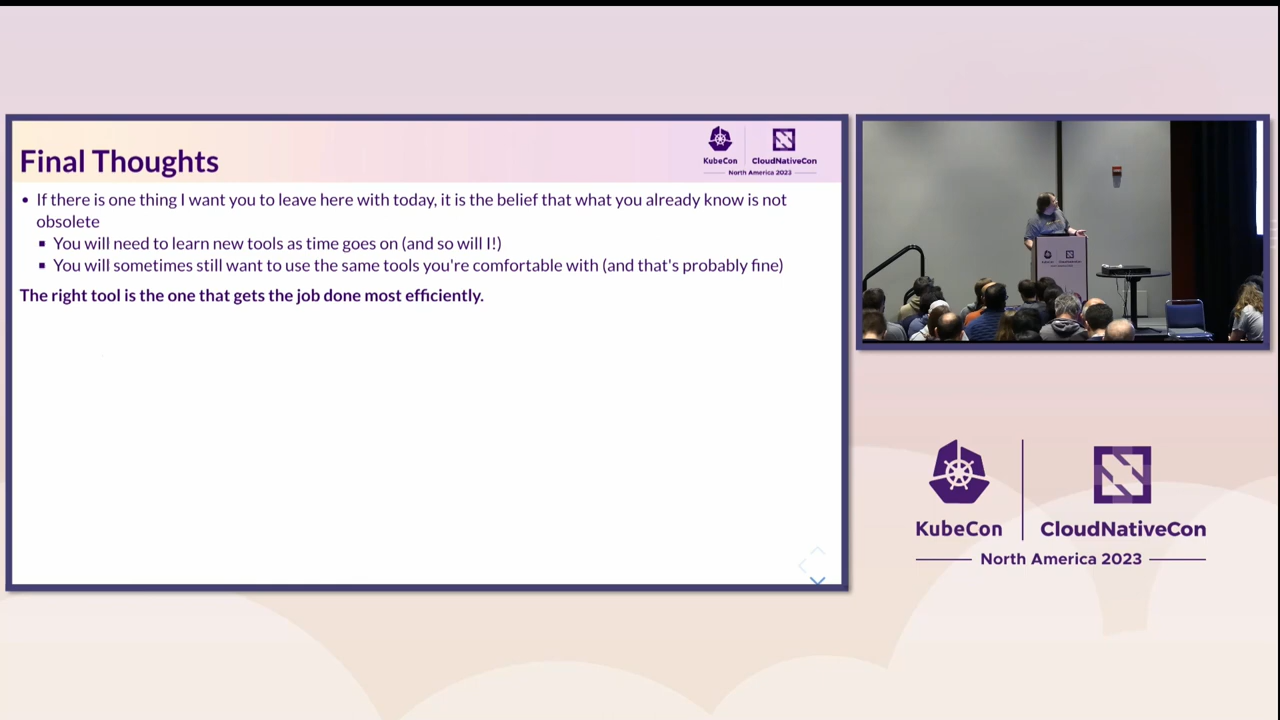 Final Thoughts
KubeCon
CloudNativeCon
North America 2023
• If there is one thing I want you to leave here with today, it is the belief that what you already know is not
obsolete
▪ You will need to learn new tools as time goes on (and so will I!)
▪ You will sometimes still want to use the same tools you're comfortable with (and that's probably fine)
The right tool is the one that gets the job done most efficiently.
KubeCon
CloudNativeCon
North America 2023